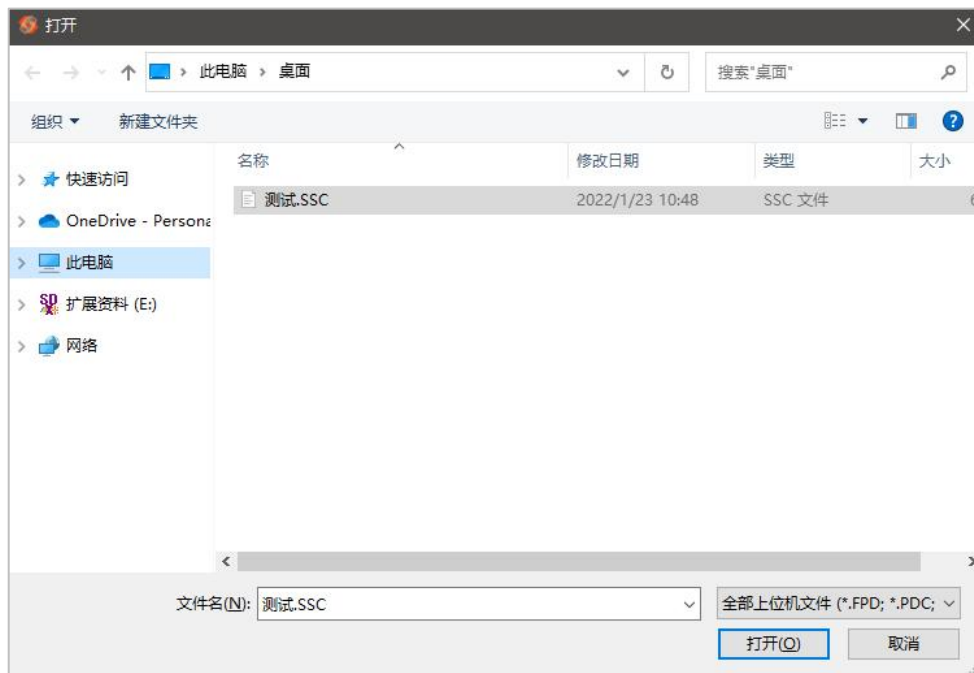 打开
此电脑 › 桌面
搜索"桌面"
组织 新建文件夹
名称 修改日期 类型 大小
快速访问
测试.SSC 2022/1/23 10:48 SSC 文件
OneDrive - Persona
此电脑
扩展资料 (E:)
网络
文件名(N): 测试.SSC 全部上位机文件 (*.FPD; *.PDC;
打开(O) 取消